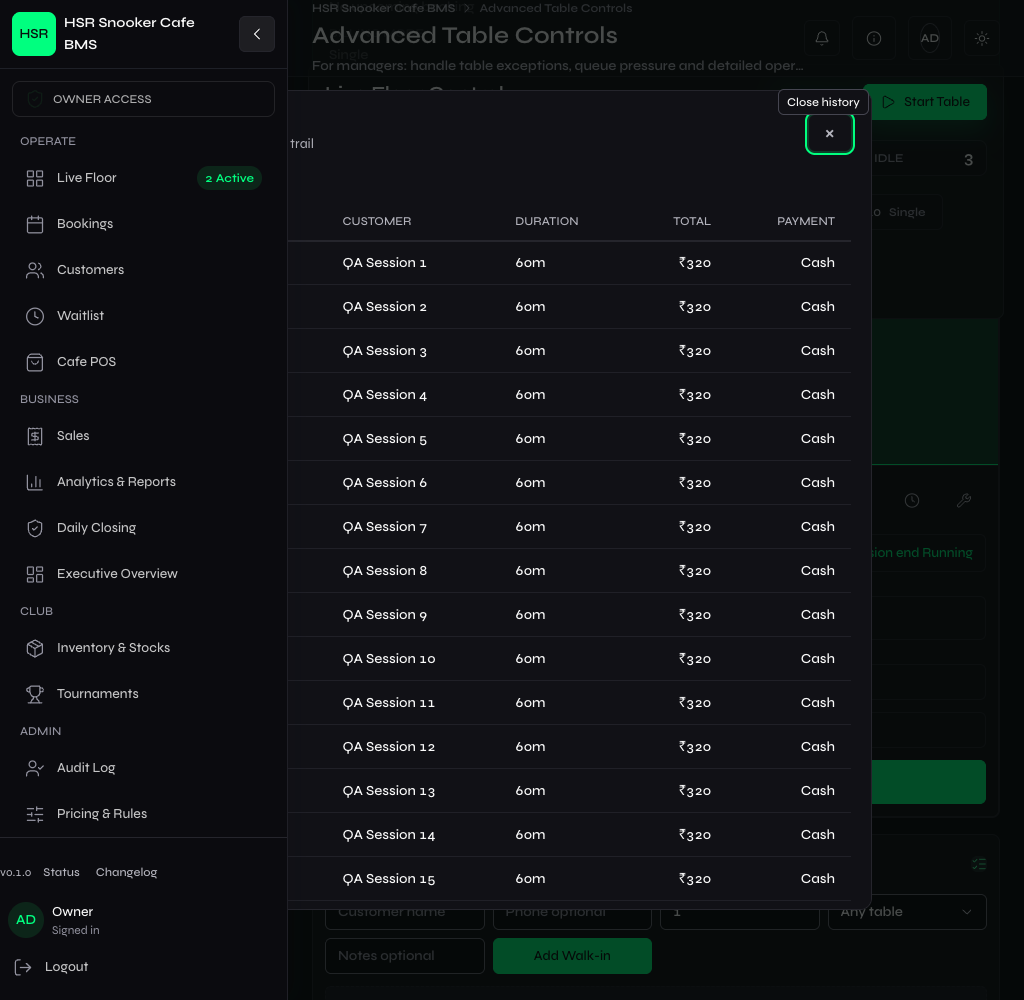 HSR
HSR Snooker Cafe
BMS
OWNER ACCESS
OPERATE
Live Floor
2 Active
Bookings
Customers
Waitlist
Cafe POS
BUSINESS
Sales
Analytics & Reports
Daily Closing
Executive Overview
CLUB
Inventory & Stocks
Tournaments
ADMIN
Audit Log
Pricing & Rules
v0.1.0 Status Changelog
AD
Owner
Signed in
Logout
HSR Snooker Cafe BMS Advanced Table Controls
Advanced Table Controls
Single
For managers: handle table exceptions, queue pressure and detailed oper...
AD
Close history
Start Table
trail
×
IDLE 3
Single
CUSTOMER DURATION TOTAL PAYMENT
QA Session 1 60m ₹320 Cash
QA Session 2 60m ₹320 Cash
QA Session 3 60m ₹320 Cash
QA Session 4 60m ₹320 Cash
QA Session 5 60m ₹320 Cash
QA Session 6 60m ₹320 Cash
QA Session 7 60m ₹320 Cash
QA Session 8 60m ₹320 Cash
QA Session 9 60m ₹320 Cash
QA Session 10 60m ₹320 Cash
QA Session 11 60m ₹320 Cash
QA Session 12 60m ₹320 Cash
QA Session 13 60m ₹320 Cash
QA Session 14 60m ₹320 Cash
QA Session 15 60m ₹320 Cash
sion end Running
Customer name Phone optional 1 Any table
Notes optional Add Walk-in